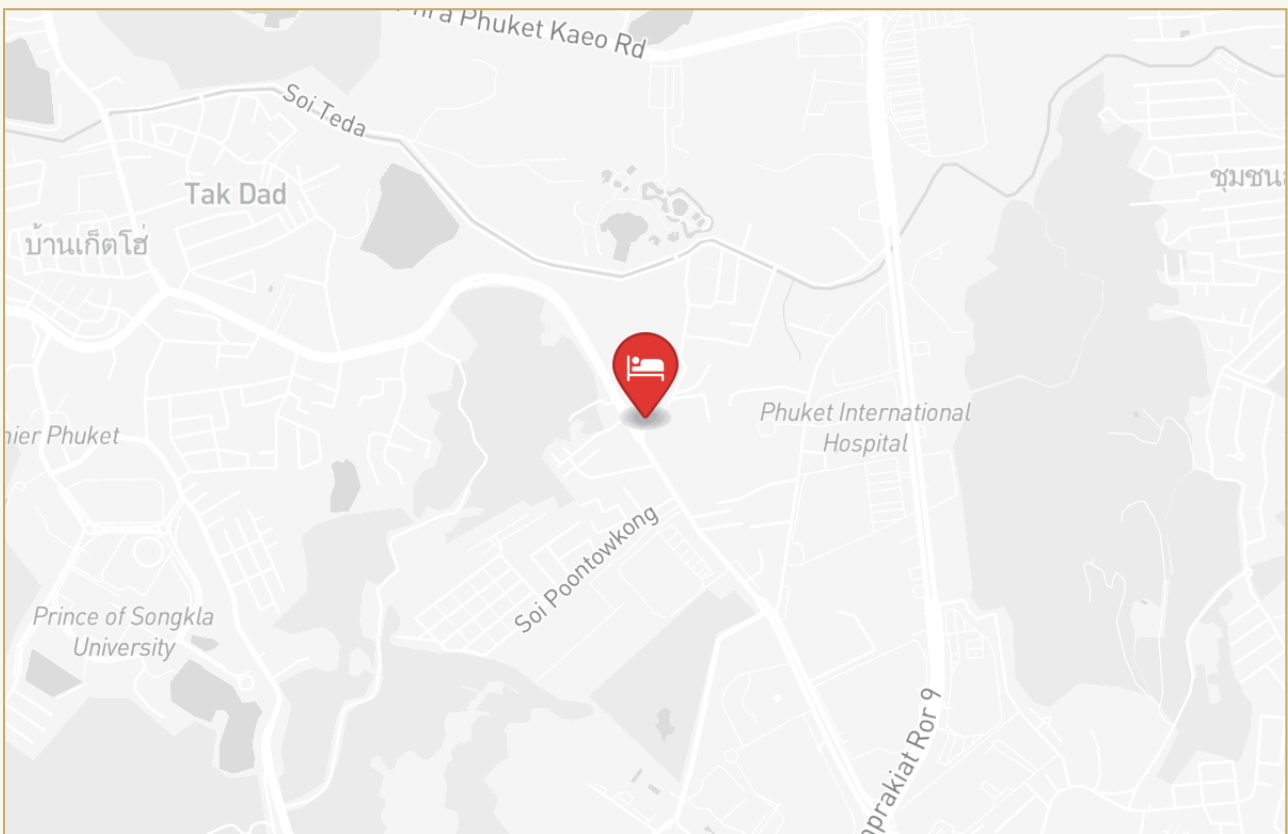 Phuket Kaeo Rd
Soi Teda
Tak Dad
บ้านเก็ตโฮ่
Phuket International
Hospital
Phuket
Soi Poontowkong
Prince of Songkla
University
Ror 9